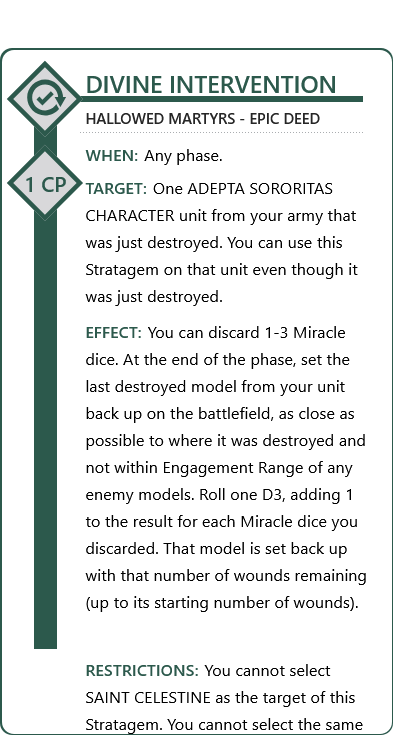 DIVINE INTERVENTION
HALLOWED MARTYRS - EPIC DEED
WHEN: Any phase.
1 CP
TARGET: One ADEPTA SORORITAS
CHARACTER unit from your army that
was just destroyed. You can use this
Stratagem on that unit even though it
was just destroyed.
EFFECT: You can discard 1-3 Miracle
dice. At the end of the phase, set the
last destroyed model from your unit
back up on the battlefield, as close as
possible to where it was destroyed and
not within Engagement Range of any
enemy models. Roll one D3, adding 1
to the result for each Miracle dice you
discarded. That model is set back up
with that number of wounds remaining
(up to its starting number of wounds).
RESTRICTIONS: You cannot select
SAINT CELESTINE as the target of this
Stratagem. You cannot select the same